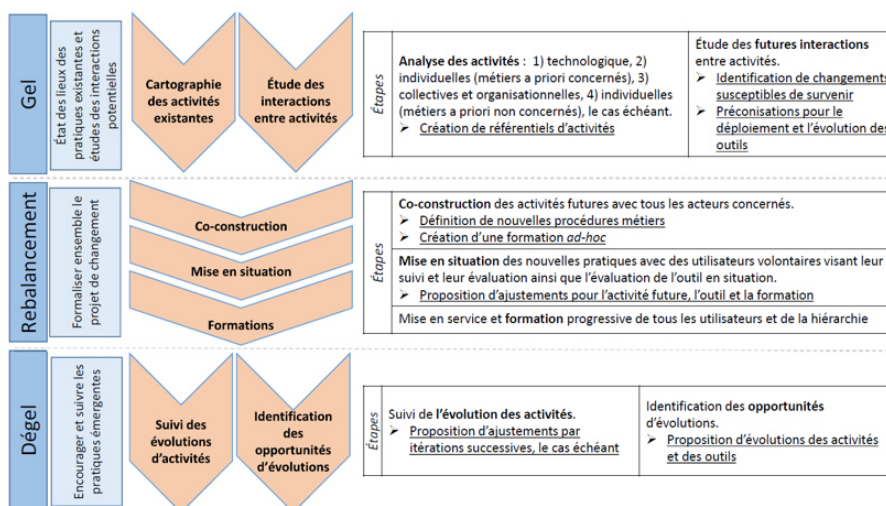 Gel
État des lieux des
pratiques existantes et
études des interactions
potentielles
Cartographie
des activités
existantes
Étude des
interactions
entre activités
Étapes
Analyse des activités : 1) technologique, 2)
individuelles (métiers a priori concernés), 3)
collectives et organisationnelles, 4) individuelles
(métiers a priori non concernés), le cas échéant.
➢ Création de référentiels d'activités
Étude des futures interactions
entre activités.
➢ Identification de changements
susceptibles de survenir
➢ Préconisations pour le
déploiement et l'évolution des
outils
Rebalancement
Formaliser ensemble le
projet de changement
Co-construction
Mise en situation
Formations
Étapes
Co-construction des activités futures avec tous les acteurs concernés.
➢ Définition de nouvelles procédures métiers
➢ Création d'une formation ad-hoc
Mise en situation des nouvelles pratiques avec des utilisateurs volontaires visant leur
suivi et leur évaluation ainsi que l'évaluation de l'outil en situation.
➢ Proposition d'ajustements pour l'activité future, l'outil et la formation
Mise en service et formation progressive de tous les utilisateurs et de la hiérarchie
Dégel
Encourager et suivre les
pratiques émergentes
Suivi des
évolutions
d'activités
Identification
des
opportunités
d'évolutions
Étapes
Suivi de l'évolution des activités.
➢ Proposition d'ajustements par
itérations successives, le cas échéant
Identification des opportunités
d'évolutions.
➢ Proposition d'évolutions des activités
et des outils